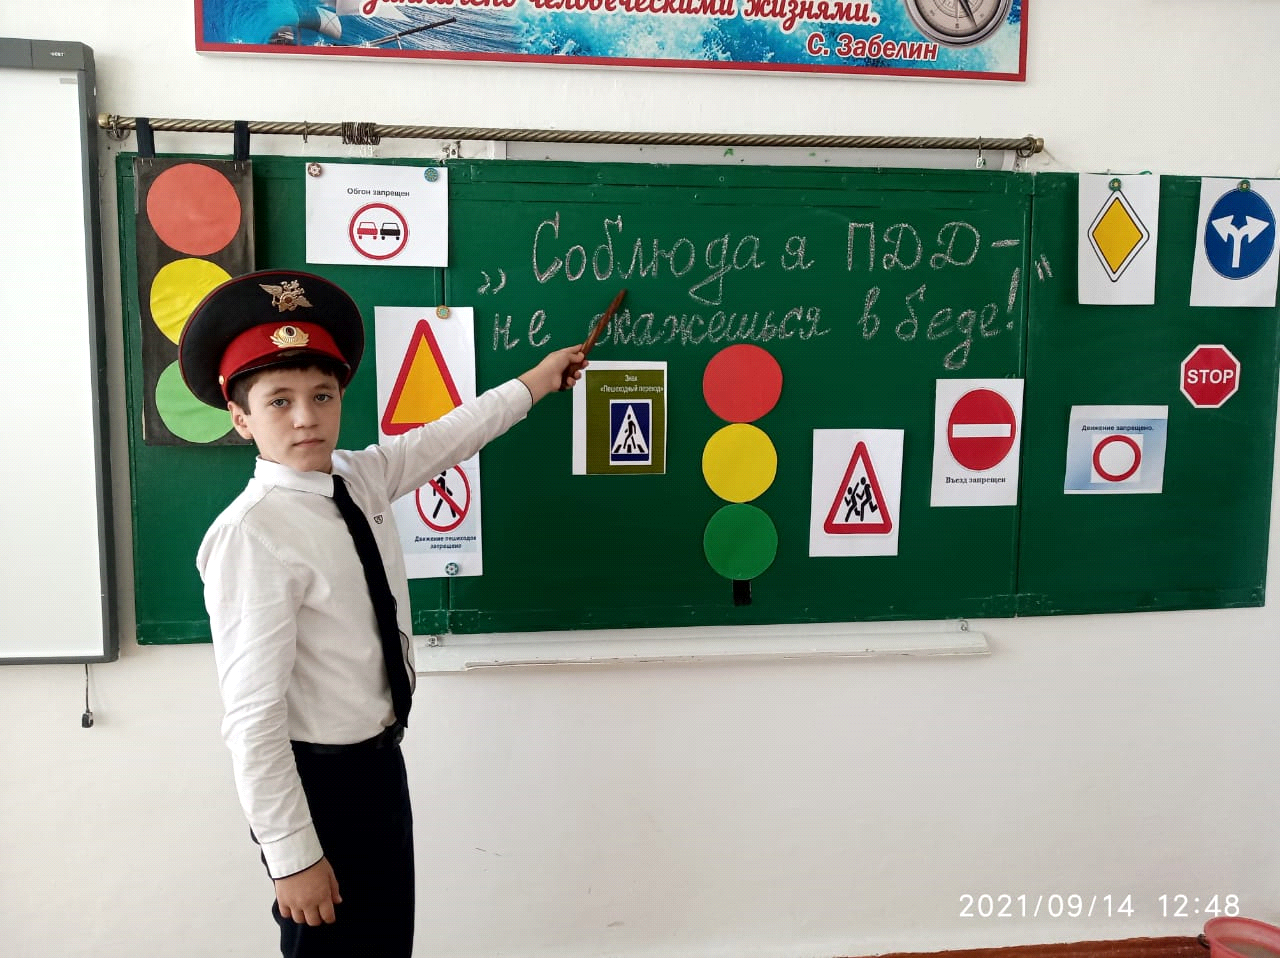 человеческими жизнями.
С. Забелин
Обгон запрещен
„ Соблюдая ПДД –
не окажешься в беде! "
Знак
«Пешеходный переход»
STOP
Движение запрещено.
Въезд запрещен
Движение пешеходов
запрещено
2021/09/14 12:48